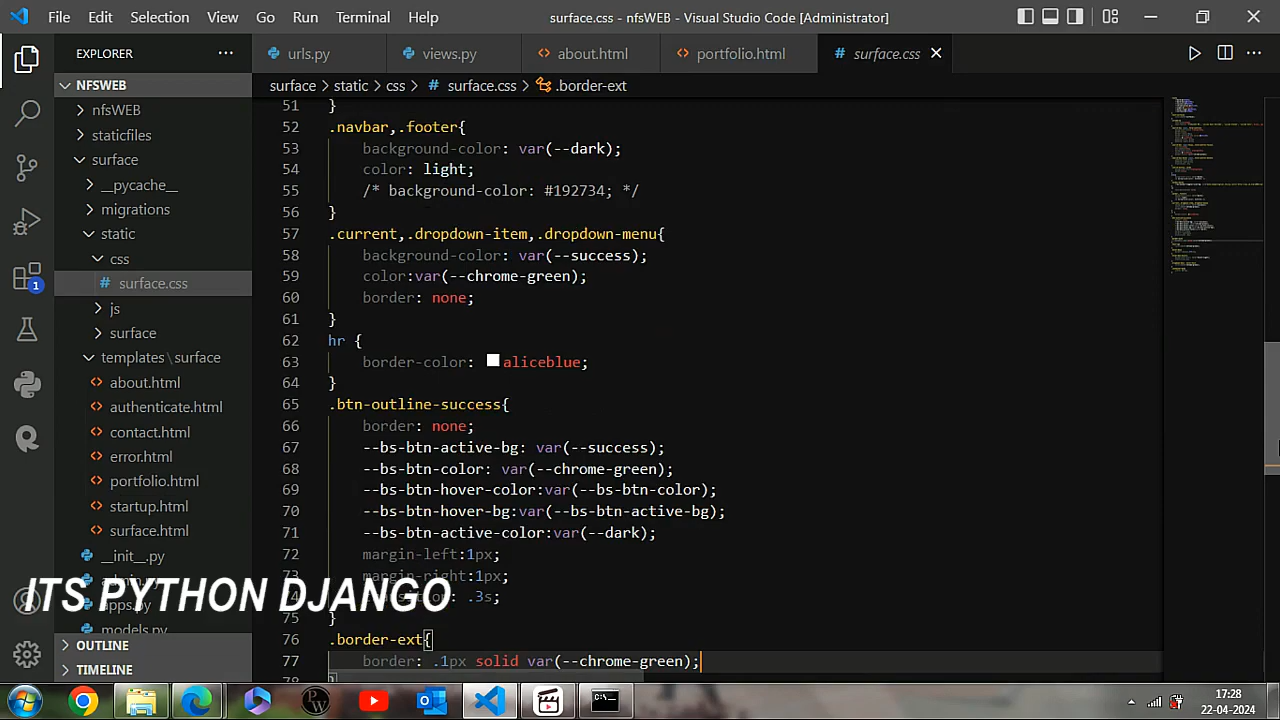 File Edit Selection View Go Run Terminal Help surface.css - nfsWEB - Visual Studio Code [Administrator]
EXPLORER ···
urls.py views.py about.html portfolio.html # surface.css
NFSWEB
surface > static > css > # surface.css > .border-ext
nfsWEB
staticfiles
surface
__pycache__
migrations
static
css
# surface.css
js
surface
templates\surface
about.html
authenticate.html
contact.html
error.html
portfolio.html
startup.html
surface.html
__init__.py
admin.py
apps.py
models.py
OUTLINE
TIMELINE
1
51 }
52 .navbar,.footer{
53 background-color: var(--dark);
54 color: light;
55 /* background-color: #192734; */
56 }
57 .current,.dropdown-item,.dropdown-menu{
58 background-color: var(--success);
59 color:var(--chrome-green);
60 border: none;
61 }
62 hr {
63 border-color: aliceblue;
64 }
65 .btn-outline-success{
66 border: none;
67 --bs-btn-active-bg: var(--success);
68 --bs-btn-color: var(--chrome-green);
69 --bs-btn-hover-color:var(--bs-btn-color);
70 --bs-btn-hover-bg:var(--bs-btn-active-bg);
71 --bs-btn-active-color:var(--dark);
72 margin-left:1px;
73 margin-right:1px;
.3s;
75 }
76 .border-ext{
77 border: .1px solid var(--chrome-green);
78 }
ITS PYTHON DJANGO
PW
17:28
22-04-2024